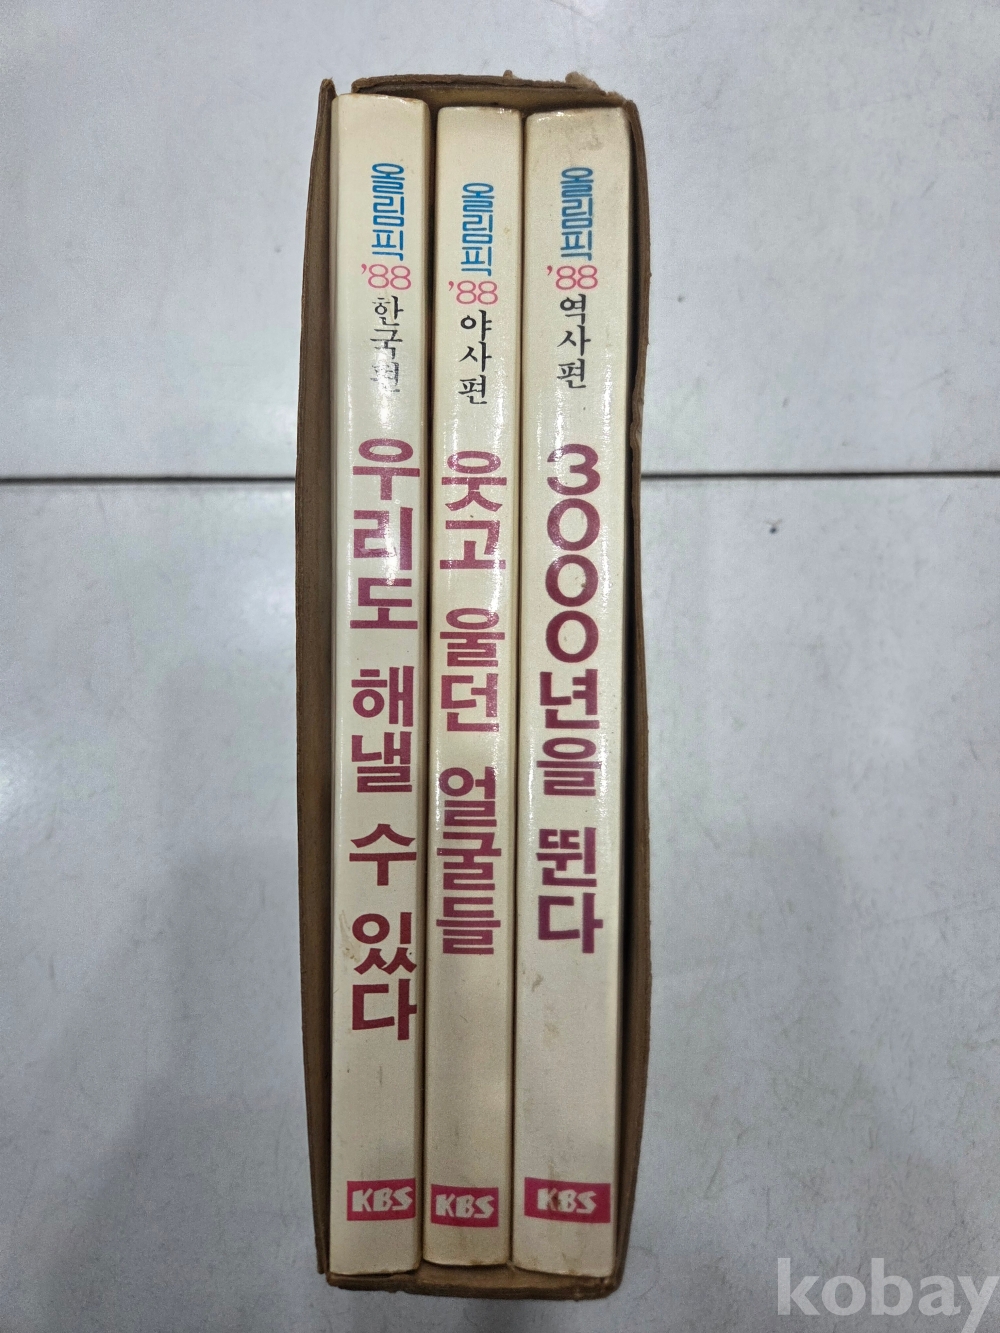 올림픽
'88
한국편
우리도 해낼 수 있다
KBS
올림픽
'88
야사편
웃고 울던 얼굴들
KBS
올림픽
'88
역사편
3000년을 뛴다
KBS
kobay